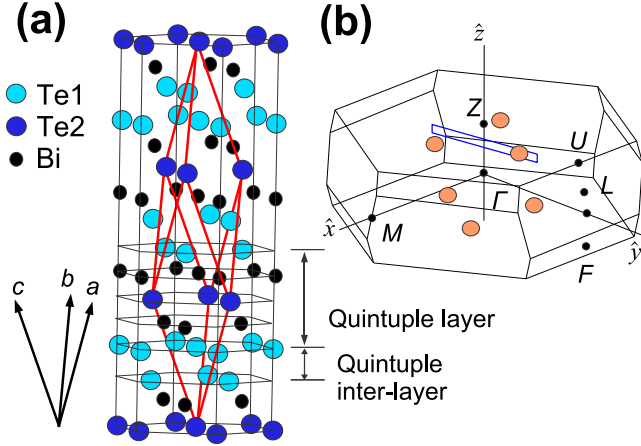 (a)
Te1
Te2
Bi
c
b
a
Quintuple layer
Quintuple
inter-layer
(b)
ẑ
Z
U
L
Γ
x̂
M
ŷ
F